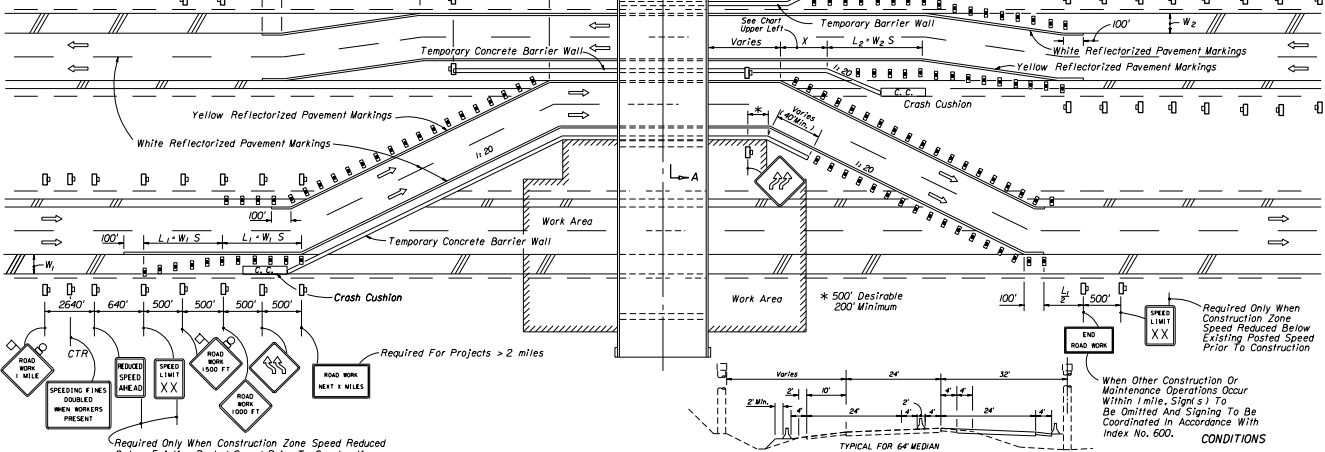 See Chart
Upper Left
Temporary Barrier Wall
100'
W2
White Reflectorized Pavement Markings
Temporary Concrete Barrier Wall
Varies
X
L2 = W2 S
Yellow Reflectorized Pavement Markings
1: 20
C. C.
Crash Cushion
Yellow Reflectorized Pavement Markings
White Reflectorized Pavement Markings
1: 20
*
Varies
(40'Min.)
1: 20
A
100'
Work Area
100'
L1 = W1 S
L1 = W1 S
Temporary Concrete Barrier Wall
W1
C. C.
Crash Cushion
Work Area
* 500' Desirable
200' Minimum
100'
L1
2
500'
2640'
640'
500'
500'
500'
500'
CTR
ROAD
WORK
1 MILE
SPEEDING FINES
DOUBLED
WHEN WORKERS
PRESENT
REDUCED
SPEED
AHEAD
SPEED
LIMIT
XX
ROAD
WORK
1500 FT
ROAD
WORK
1000 FT
ROAD WORK
NEXT X MILES
Required For Projects > 2 miles
END
ROAD WORK
SPEED
LIMIT
XX
Required Only When
Construction Zone
Speed Reduced Below
Existing Posted Speed
Prior To Construction
When Other Construction Or
Maintenance Operations Occur
Within 1 mile, Sign( s ) To
Be Omitted And Signing To Be
Coordinated In Accordance With
Index No. 600.
CONDITIONS
Varies
24'
32'
2'
10'
4'
4'
2' Min.
2'
4'
24'
4'
4'
24'
4'
TYPICAL FOR 64' MEDIAN
Required Only When Construction Zone Speed Reduced